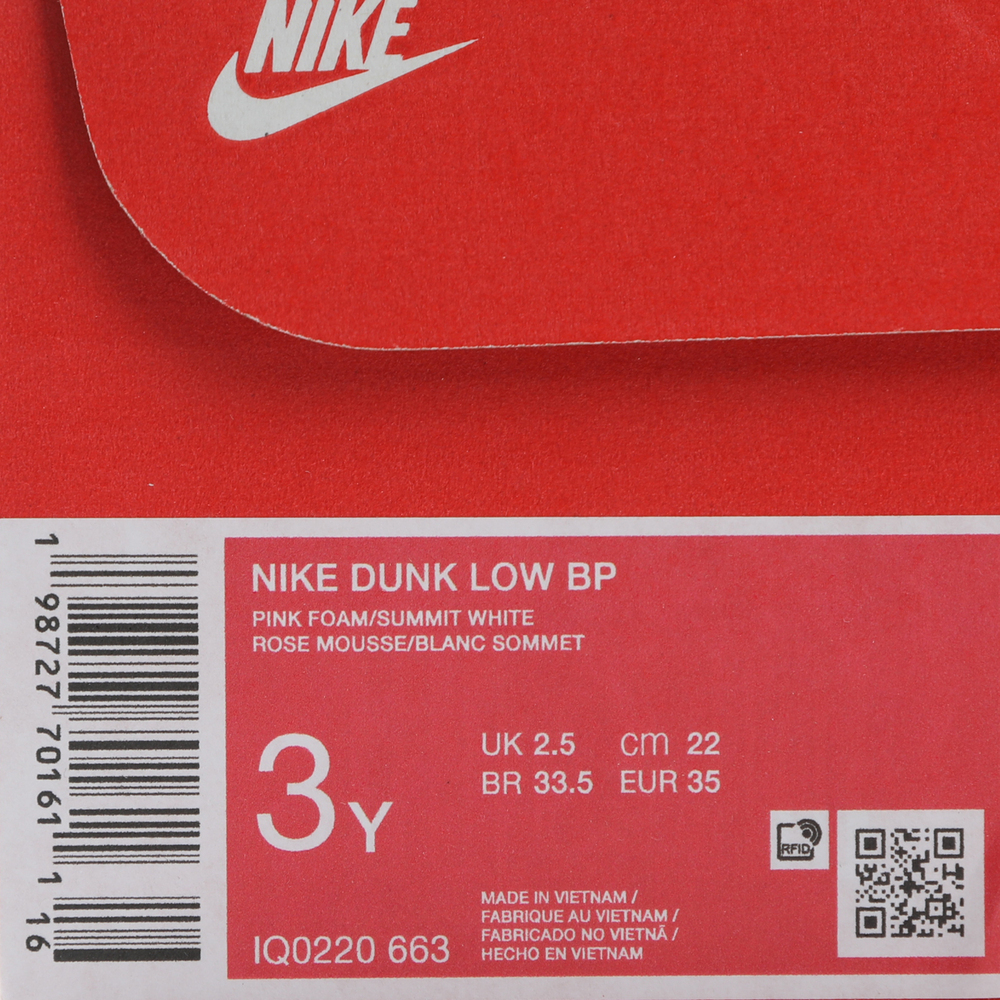 NIKE
NIKE DUNK LOW BP
PINK FOAM/SUMMIT WHITE
ROSE MOUSSE/BLANC SOMMET
3Y
UK 2.5 cm 22
BR 33.5 EUR 35
RFID
MADE IN VIETNAM /
FABRIQUE AU VIETNAM /
FABRICADO NO VIETNÃ /
HECHO EN VIETNAM
IQ0220 663
1 98727 70161 1 16